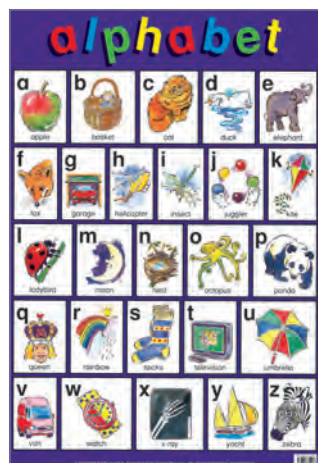 alphabet
a b c d e
apple basket cat duck elephant
f g h i j k
fox garage helicopter insect juggler kite
l m n o p
ladybird moon nest octopus panda
q r s t u
queen rainbow socks television umbrella
v w x y z
van watch x-ray yacht zebra